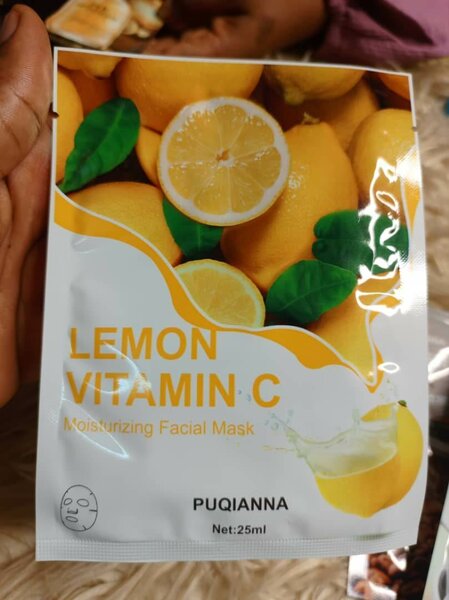 LEMON
VITAMIN C
Moisturizing Facial Mask
PUQIANNA
Net:25ml